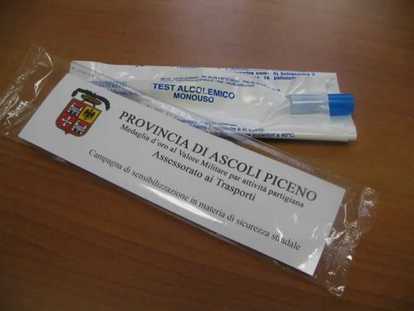 TEST ALCOLEMICO
MONOUSO
PROVINCIA DI ASCOLI PICENO
Medaglia d'oro al Valore Militare per attività partigiana
Assessorato ai Trasporti
Campagna di sensibilizzazione in materia di sicurezza stradale